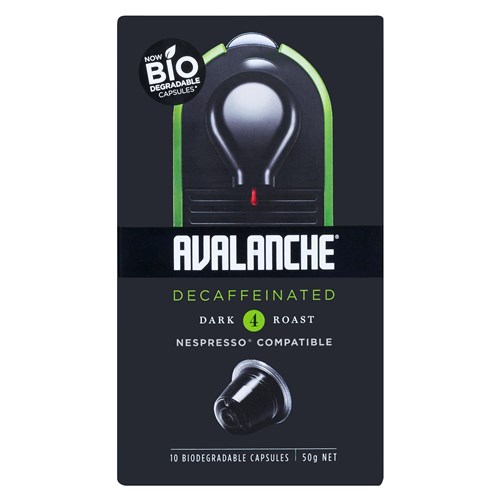 NOW
BIO
DEGRADABLE
CAPSULES*
AVALANCHE®
DECAFFEINATED
DARK 4 ROAST
NESPRESSO® COMPATIBLE
10 BIODEGRADABLE CAPSULES | 50g NET